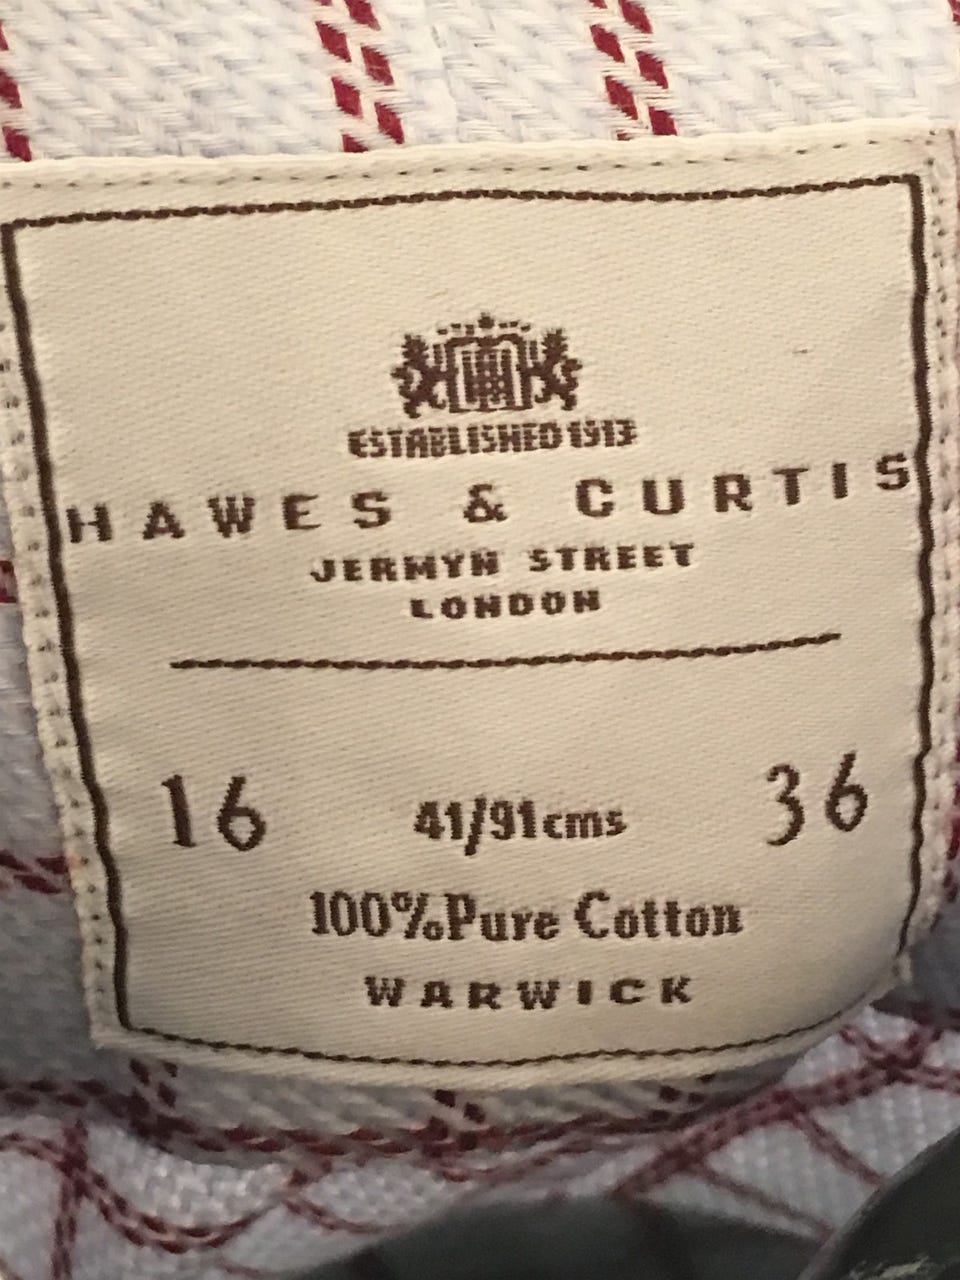 ESTABLISHED 1913
HAWES & CURTIS
JERMYN STREET
LONDON
16 41/91cms 36
100%Pure Cotton
WARWICK